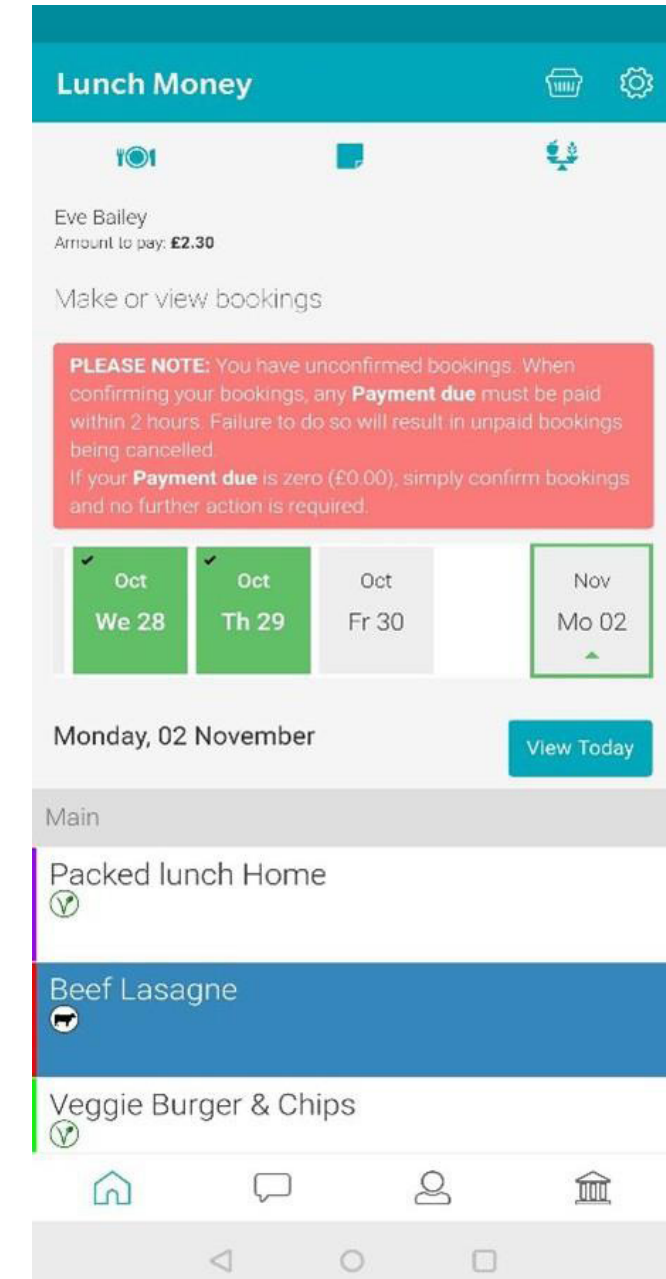 Lunch Money
Eve Bailey
Amount to pay: £2.30
Make or view bookings
PLEASE NOTE: You have unconfirmed bookings. When
confirming your bookings, any Payment due must be paid
within 2 hours. Failure to do so will result in unpaid bookings
being cancelled.
If your Payment due is zero (£0.00), simply confirm bookings
and no further action is required.
Oct Oct Oct Nov
We 28 Th 29 Fr 30 Mo 02
Monday, 02 November
View Today
Main
Packed lunch Home
V
Beef Lasagne
Veggie Burger & Chips
V